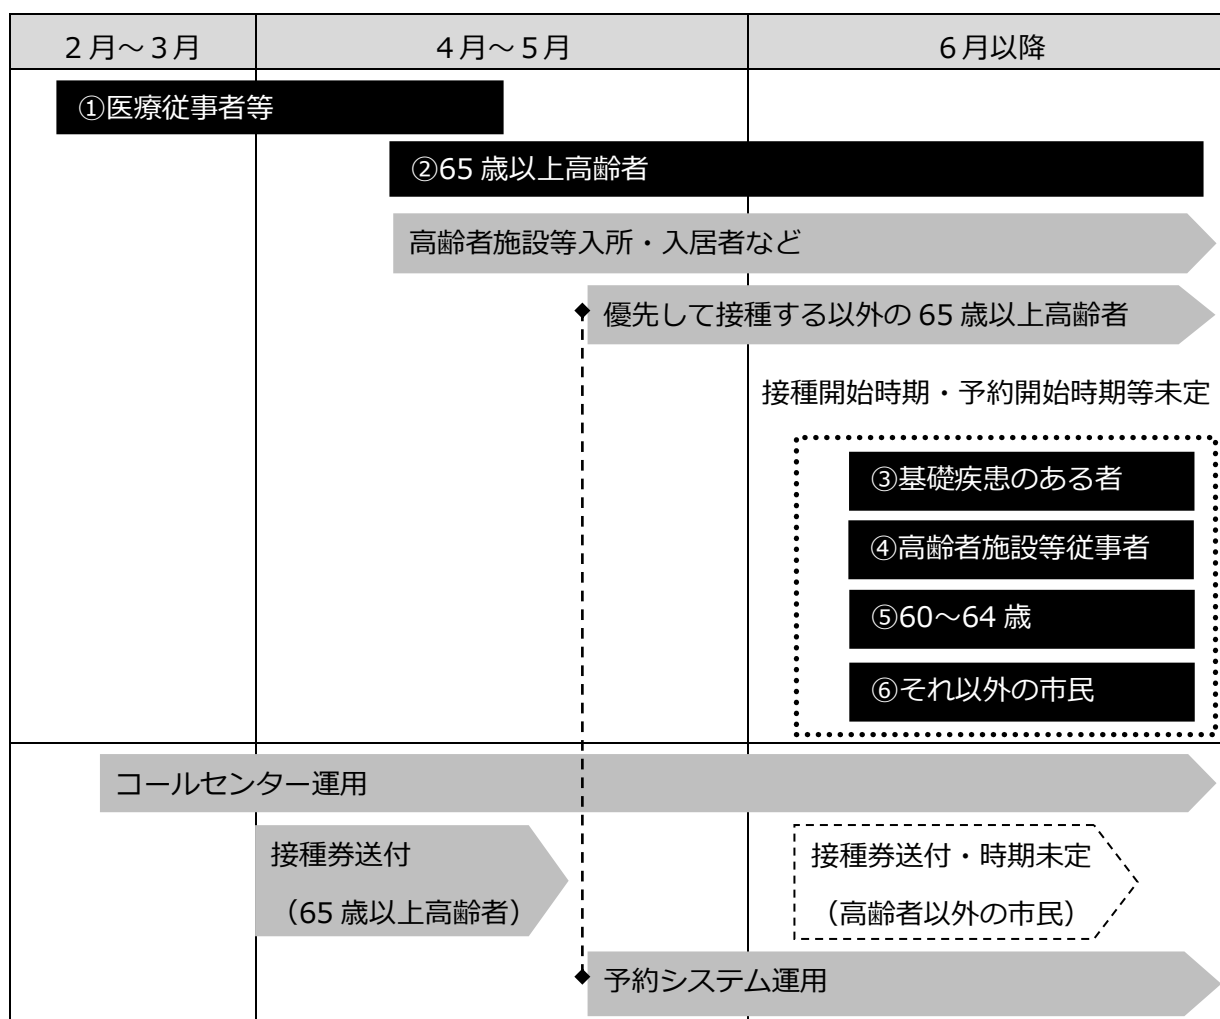 ２月～３月
４月～５月
６月以降
①医療従事者等
②65 歳以上高齢者
高齢者施設等入所・入居者など
優先して接種する以外の 65 歳以上高齢者
接種開始時期・予約開始時期等未定
③基礎疾患のある者
④高齢者施設等従事者
⑤60～64 歳
⑥それ以外の市民
コールセンター運用
接種券送付
（65 歳以上高齢者）
接種券送付・時期未定
（高齢者以外の市民）
予約システム運用